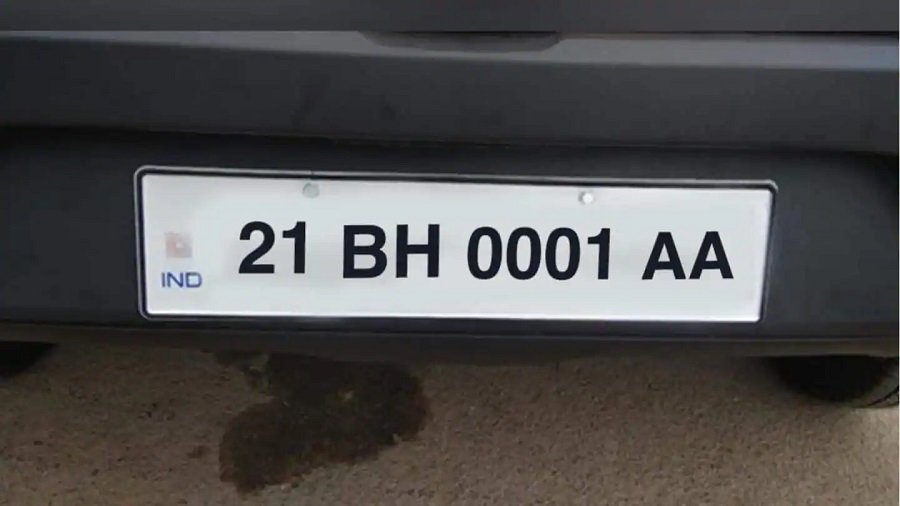 IND 21 BH 0001 AA